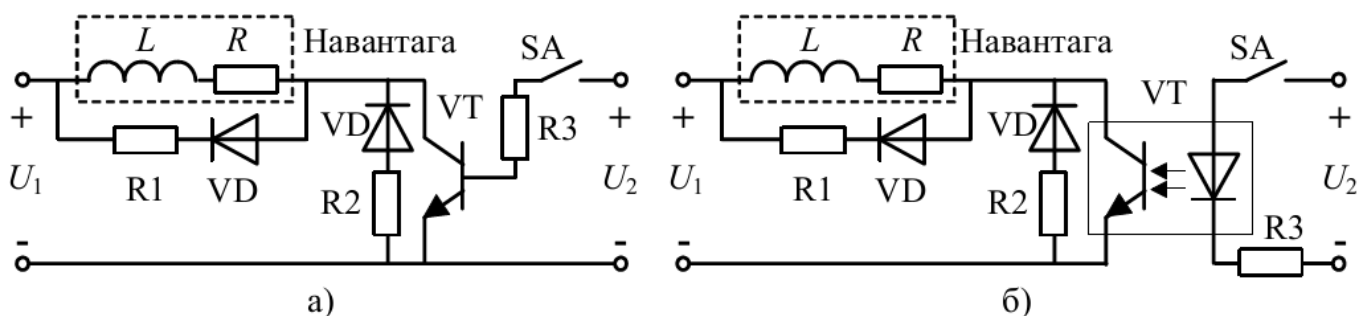 L R Навантага SA
+ VD VT R3 +
U1 R1 VD R2 U2
- -
а)
L R Навантага SA
+ VD VT +
U1 R1 VD R2 U2
- R3 -
б)